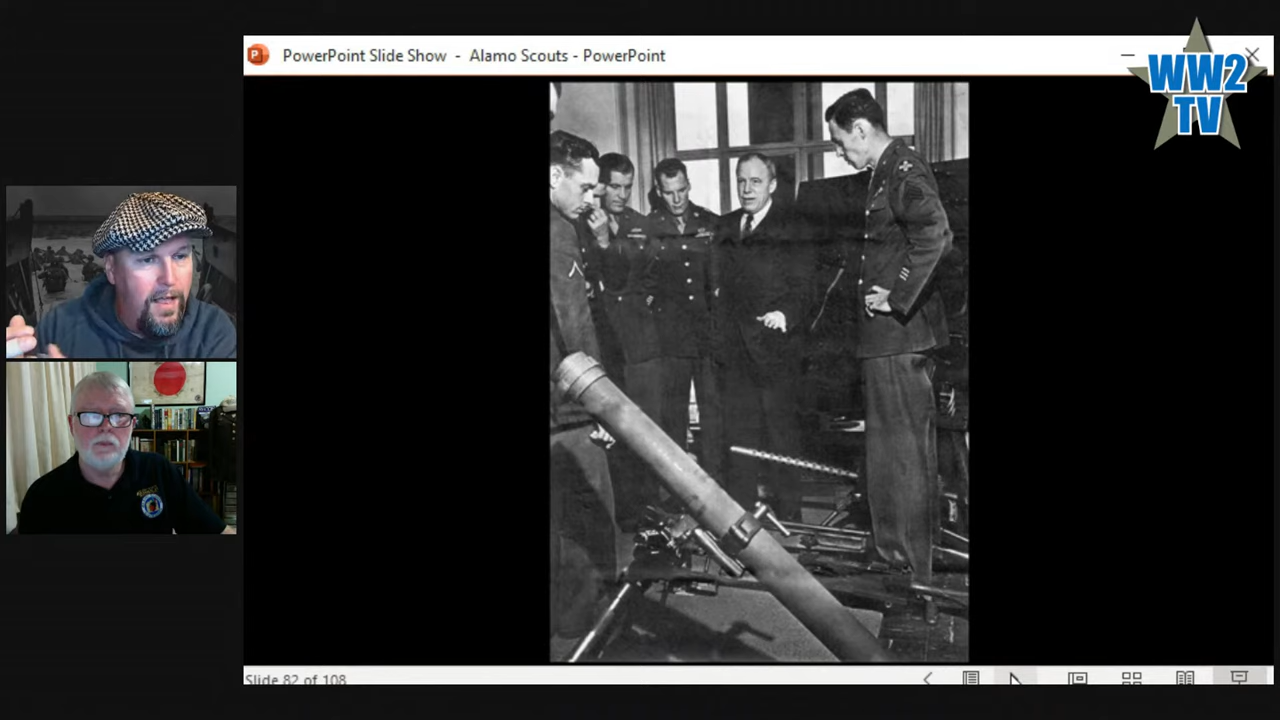 PowerPoint Slide Show - Alamo Scouts - PowerPoint
WW2
TV
Slide 82 of 108